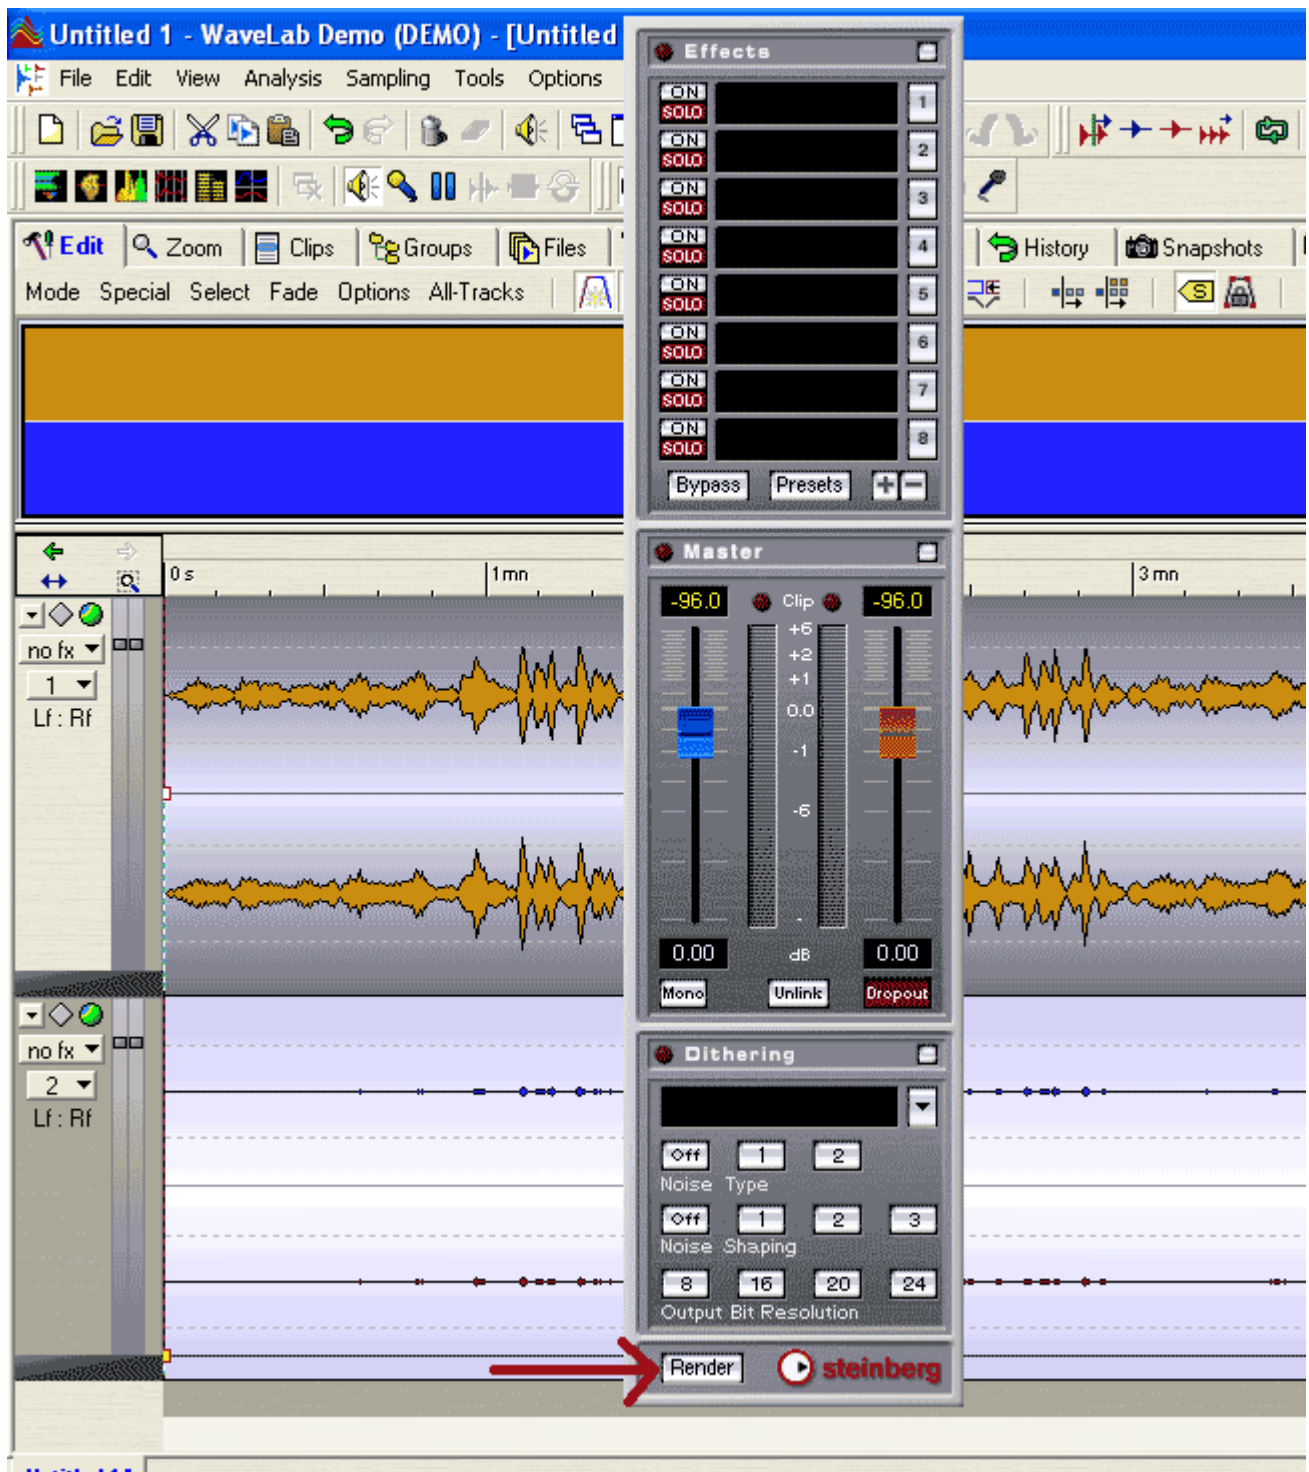 Untitled 1 - WaveLab Demo (DEMO) - [Untitled
File Edit View Analysis Sampling Tools Options
Edit Zoom Clips Groups Files History Snapshots
Mode Special Select Fade Options All-Tracks
S
Effects
ON
SOLO
1
ON
SOLO
2
ON
SOLO
3
ON
SOLO
4
ON
SOLO
5
ON
SOLO
6
ON
SOLO
7
ON
SOLO
8
Bypass Presets + -
0 s 1 mn 3 mn
no fx
1
Lf : Rf
no fx
2
Lf : Rf
Master
-96.0 Clip -96.0
+6
+2
+1
0.0
-1
-6
0.00 dB 0.00
Mono Unlink Dropout
Dithering
Off 1 2
Noise Type
Off 1 2 3
Noise Shaping
8 16 20 24
Output Bit Resolution
Render steinberg